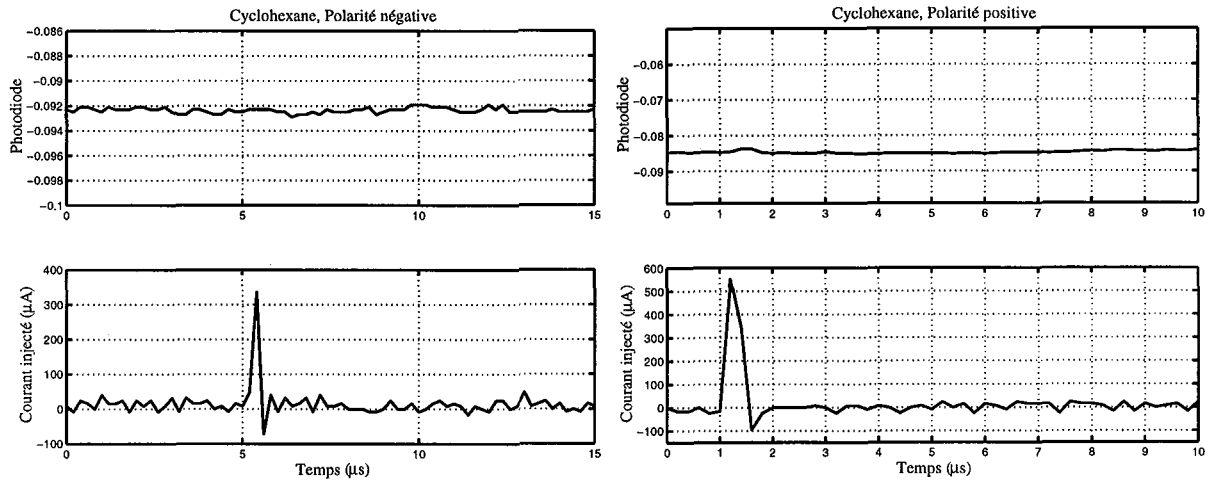 Cyclohexane, Polarité négative
−0.086
−0.088
−0.09
−0.092
−0.094
−0.096
−0.098
−0.1
Photodiode
0 5 10 15
400
300
200
100
0
−100
Courant injecté (µA)
0 5 10 15
Temps (µs)
Cyclohexane, Polarité positive
−0.06
−0.07
−0.08
−0.09
Photodiode
0 1 2 3 4 5 6 7 8 9 10
600
500
400
300
200
100
0
−100
Courant injecté (µA)
0 1 2 3 4 5 6 7 8 9 10
Temps (µs)